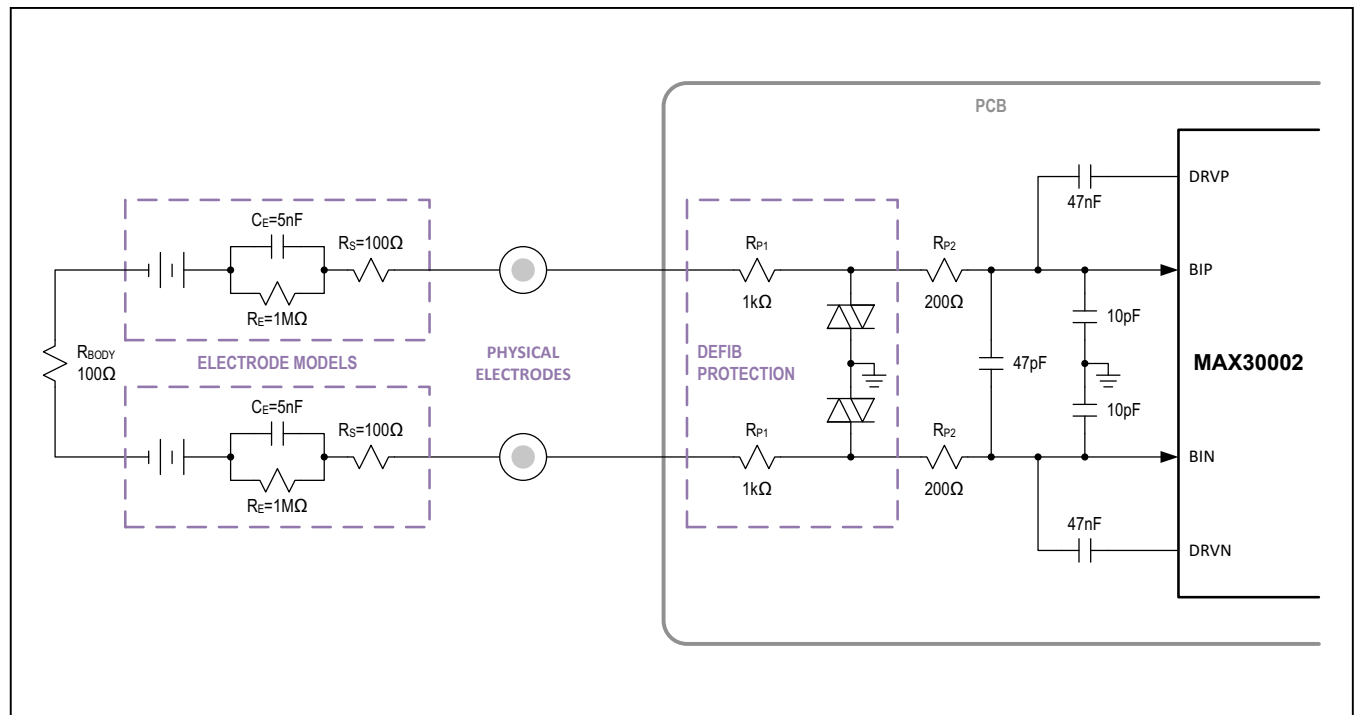 PCB
DRVP
47nF
CE=5nF
RS=100Ω
RP1
RP2
BIP
1kΩ
200Ω
10pF
RE=1MΩ
RBODY
100Ω
ELECTRODE MODELS
PHYSICAL
ELECTRODES
DEFIB
PROTECTION
47pF
MAX30002
CE=5nF
RS=100Ω
10pF
RP1
RP2
BIN
1kΩ
200Ω
RE=1MΩ
47nF
DRVN